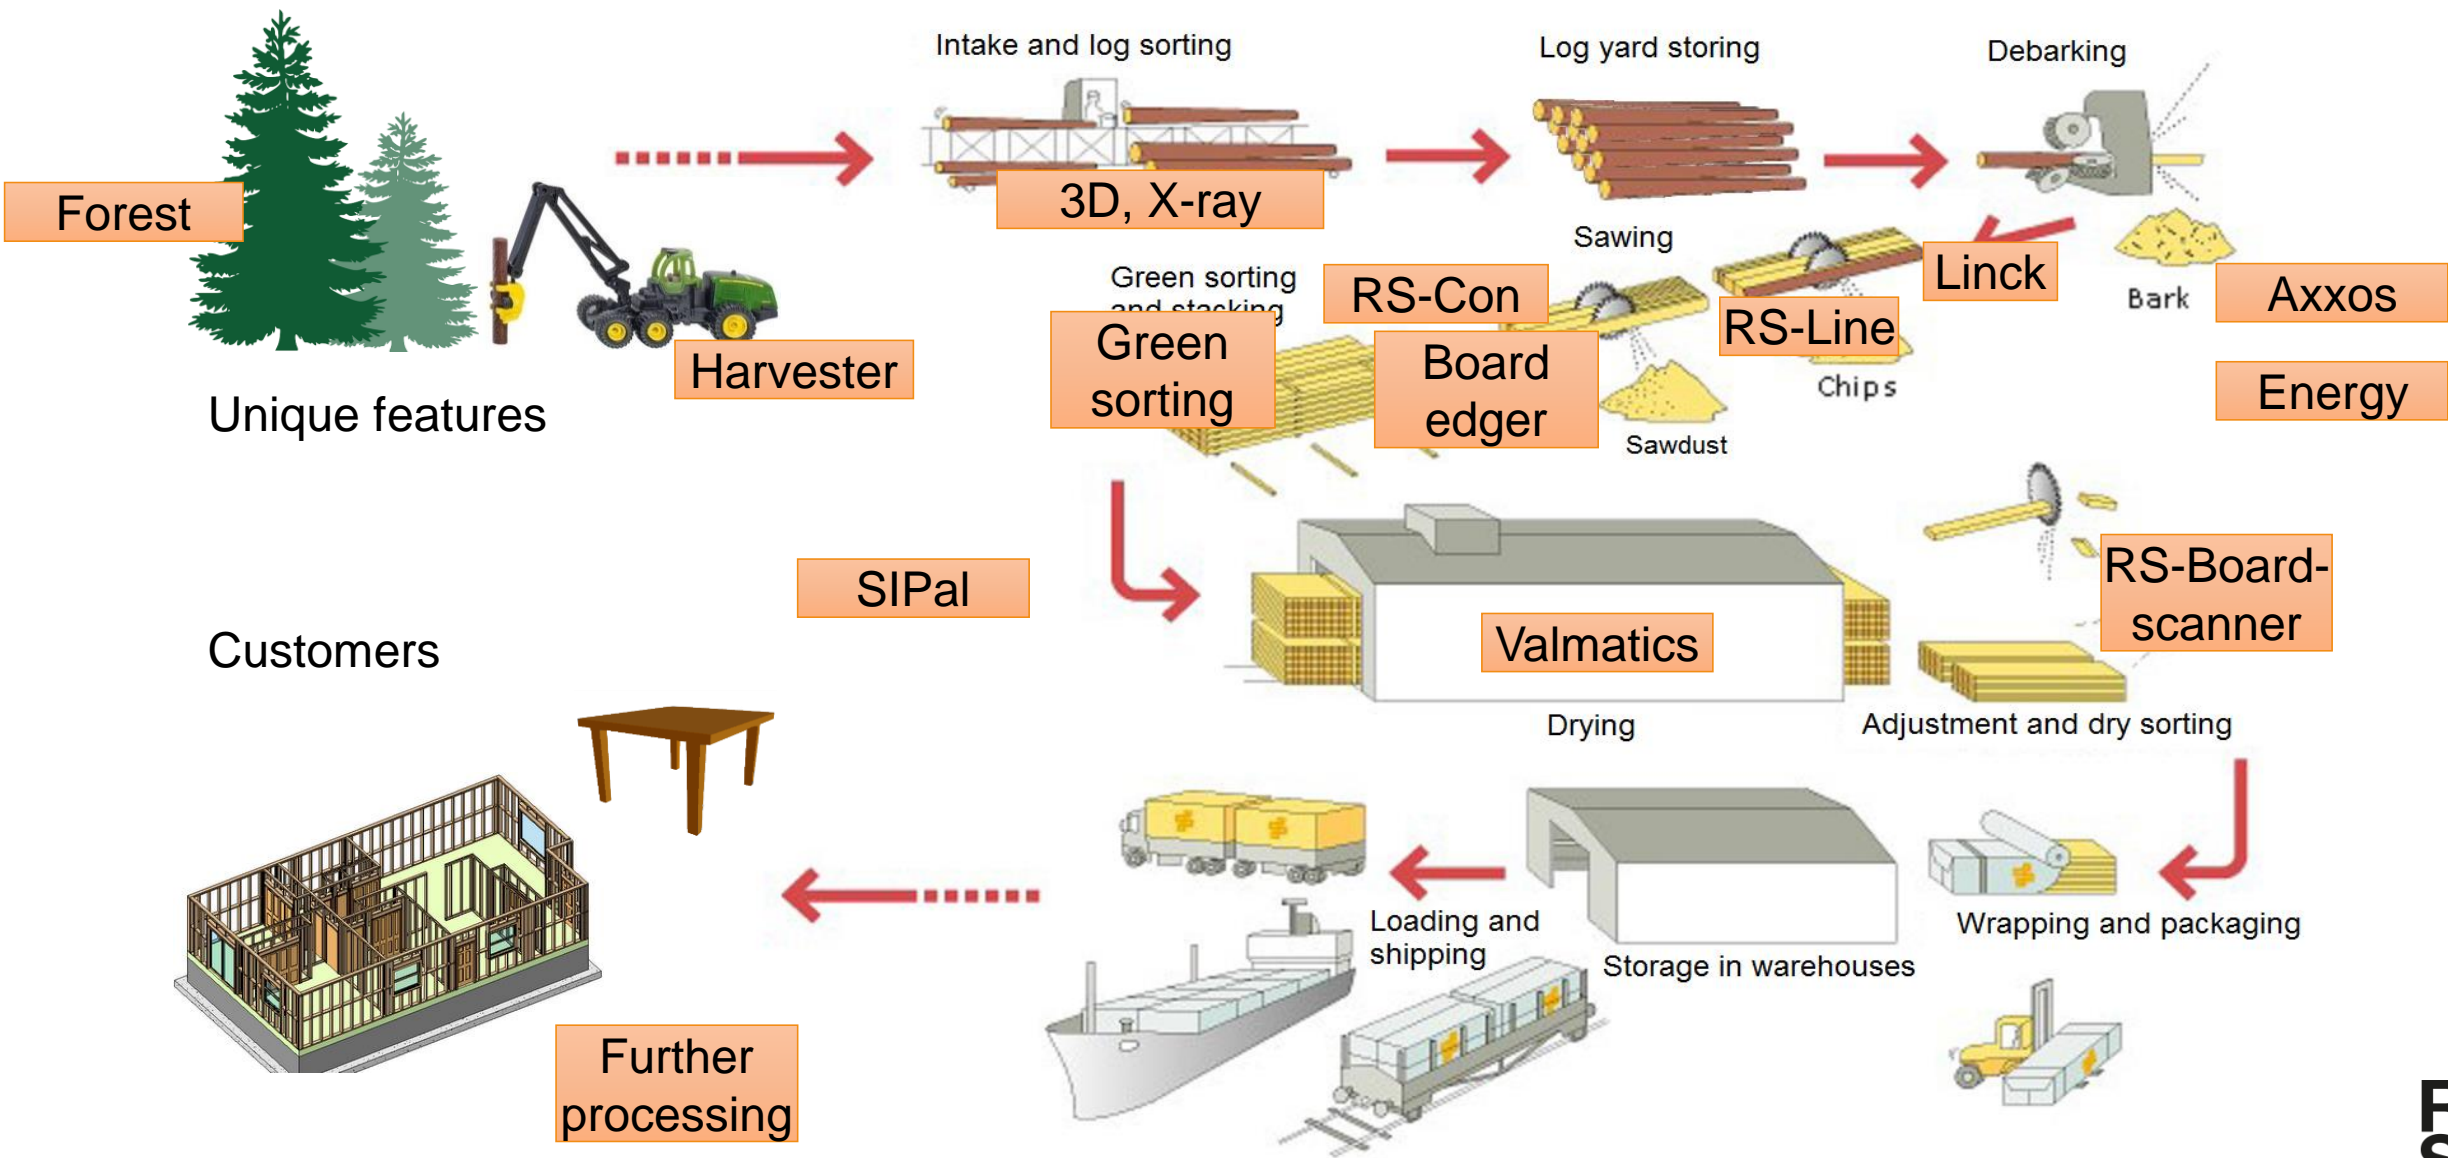 Intake and log sorting
Log yard storing
Debarking
Forest
3D, X-ray
Sawing
Green sorting
and stacking
RS-Con
Linck
Bark
Axxos
RS-Line
Green
sorting
Board
edger
Harvester
Chips
Energy
Unique features
Sawdust
SIPal
RS-Board-
scanner
Valmatics
Customers
Drying
Adjustment and dry sorting
Loading and
shipping
Wrapping and packaging
Storage in warehouses
Further
processing